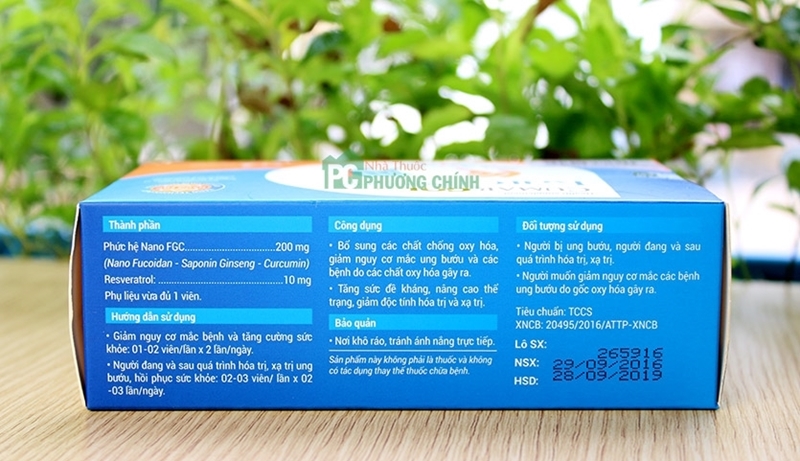 Nhà Thuốc
PHƯƠNG CHÍNH
Thành phần
Phức hệ Nano FGC..............................200 mg
(Nano Fucoidan - Saponin Ginseng - Curcumin)
Resveratrol:........................................10 mg
Phụ liệu vừa đủ 1 viên.
Hướng dẫn sử dụng
• Giảm nguy cơ mắc bệnh và tăng cường sức
khỏe: 01-02 viên/lần x 2 lần/ngày.
• Người đang và sau quá trình hóa trị, xạ trị ung
bướu, hồi phục sức khỏe: 02-03 viên/ lần x 02
-03 lần/ngày.
Công dụng
• Bổ sung các chất chống oxy hóa,
giảm nguy cơ mắc ung bướu và các
bệnh do các chất oxy hóa gây ra.
• Tăng sức đề kháng, nâng cao thể
trạng, giảm độc tính hóa trị và xạ trị.
Bảo quản
• Nơi khô ráo, tránh ánh nắng trực tiếp.
Sản phẩm này không phải là thuốc và không
có tác dụng thay thế thuốc chữa bệnh.
Đối tượng sử dụng
• Người bị ung bướu, người đang và sau
quá trình hóa trị, xạ trị.
• Người muốn giảm nguy cơ mắc các bệnh
ung bướu do gốc oxy hóa gây ra.
Tiêu chuẩn: TCCS
XNCB: 20495/2016/ATTP-XNCB
Lô SX: 265916
NSX: 29/09/2016
HSD: 28/09/2019